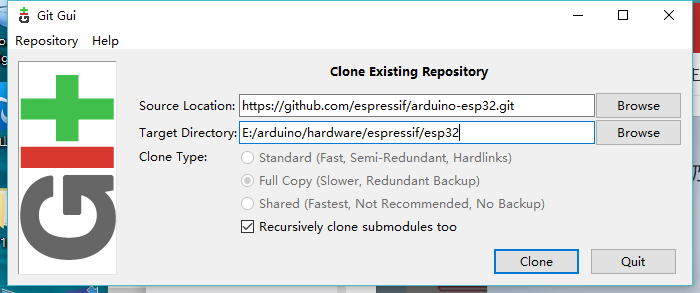 Git Gui
Repository Help
Clone Existing Repository
Source Location: https://github.com/espressif/arduino-esp32.git Browse
Target Directory: E:/arduino/hardware/espressif/esp32 Browse
Clone Type: Standard (Fast, Semi-Redundant, Hardlinks)
Full Copy (Slower, Redundant Backup)
Shared (Fastest, Not Recommended, No Backup)
Recursively clone submodules too
Clone Quit